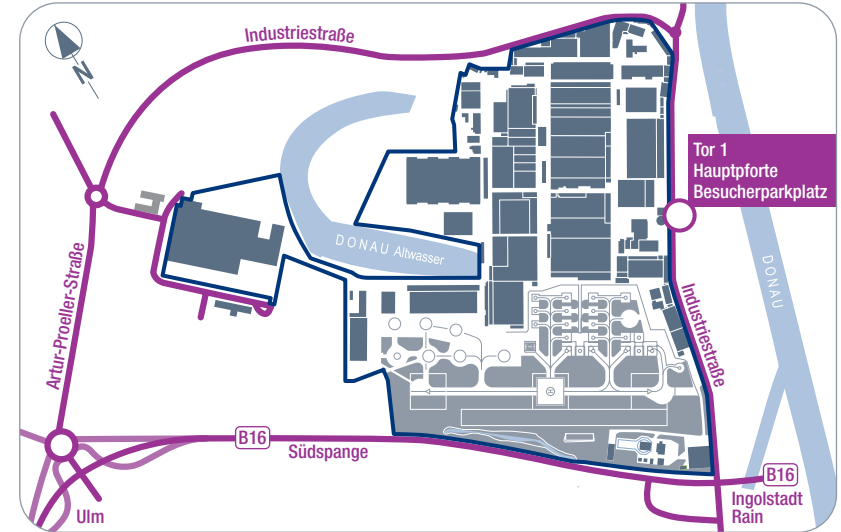 Industriestraße
N
Tor 1
Hauptpforte
Besucherparkplatz
DONAU Altwasser
DONAU
Artur-Proeller-Straße
Industriestraße
H
B16
Südspange
B16
Ingolstadt
Rain
Ulm